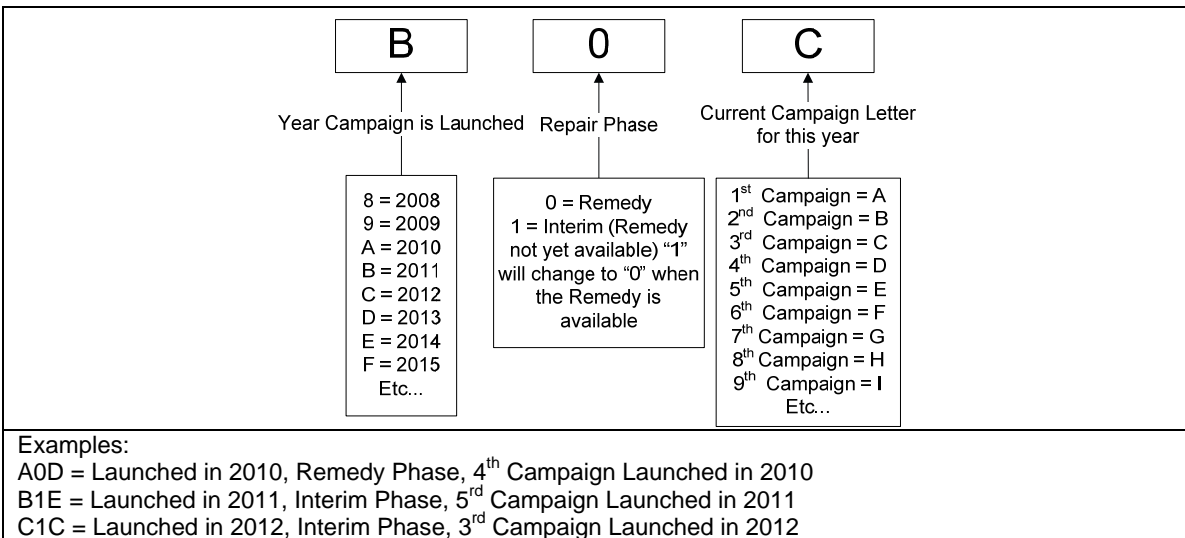 B 0 C
Year Campaign is Launched
Repair Phase
Current Campaign Letter
for this year
8 = 2008
9 = 2009
A = 2010
B = 2011
C = 2012
D = 2013
E = 2014
F = 2015
Etc...
0 = Remedy
1 = Interim (Remedy
not yet available) “1”
will change to “0” when
the Remedy is
available
1st Campaign = A
2nd Campaign = B
3rd Campaign = C
4th Campaign = D
5th Campaign = E
6th Campaign = F
7th Campaign = G
8th Campaign = H
9th Campaign = I
Etc...
Examples:
A0D = Launched in 2010, Remedy Phase, 4th Campaign Launched in 2010
B1E = Launched in 2011, Interim Phase, 5rd Campaign Launched in 2011
C1C = Launched in 2012, Interim Phase, 3rd Campaign Launched in 2012